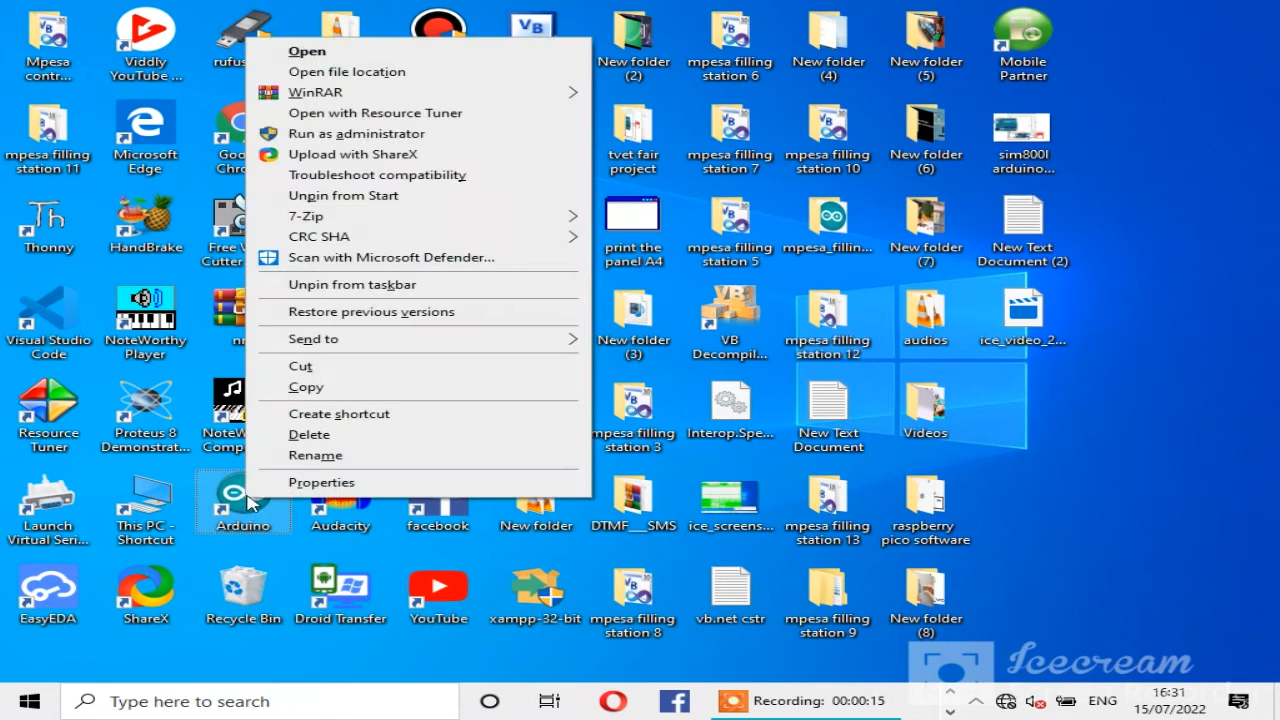 Mpesa
contr...
Viddly
YouTube ...
rufus
VB
New folder
(2)
mpesa filling
station 6
New folder
(4)
New folder
(5)
Mobile
Partner
Open
Open file location
WinRAR
Open with Resource Tuner
Run as administrator
Upload with ShareX
Troubleshoot compatibility
Unpin from Start
7-Zip
CRC SHA
Scan with Microsoft Defender...
Unpin from taskbar
Restore previous versions
Send to
Cut
Copy
Create shortcut
Delete
Rename
Properties
mpesa filling
station 11
Microsoft
Edge
tvet fair
project
mpesa filling
station 7
mpesa filling
station 10
New folder
(6)
sim800l
arduino...
Th
Thonny
HandBrake
Free
Cutter
print the
panel A4
mpesa filling
station 5
mpesa_fillin...
New folder
(7)
New Text
Document (2)
Visual Studio
Code
NoteWorthy
Player
New folder
(3)
VB
VB
Decompil...
mpesa filling
station 12
audios
ice_video_2...
Resource
Tuner
Proteus 8
Demonstrat...
mpesa filling
station 3
Interop.Spe...
New Text
Document
Videos
Launch
Virtual Seri...
This PC -
Shortcut
Arduino
Audacity
facebook
New folder
DTMF__SMS
ice_screens...
mpesa filling
station 13
raspberry
pico software
EasyEDA
ShareX
Recycle Bin
Droid Transfer
YouTube
xampp-32-bit
mpesa filling
station 8
vb.net cstr
mpesa filling
station 9
New folder
(8)
Icecream
Type here to search
Recording: 00:00:15
ENG
16:31
15/07/2022